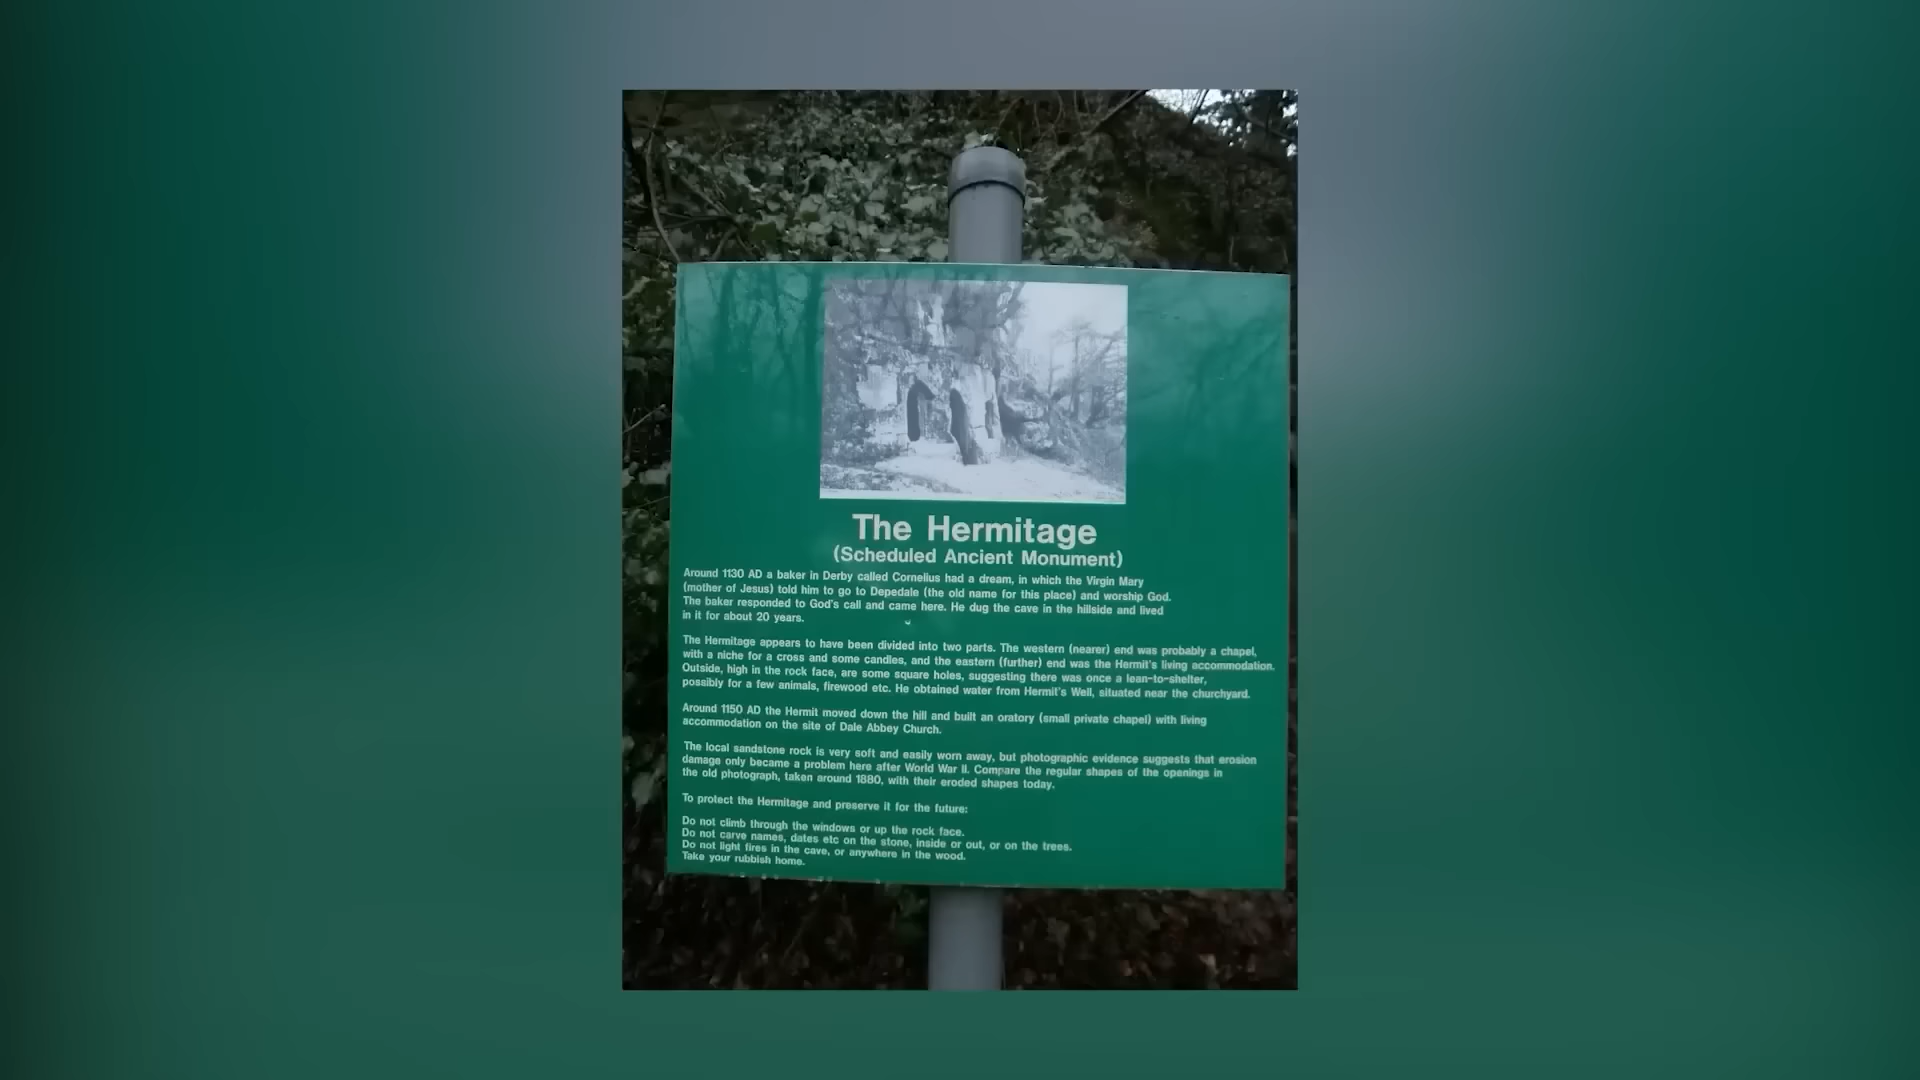 The Hermitage
(Scheduled Ancient Monument)
Around 1130 AD a baker in Derby called Cornelius had a dream, in which the Virgin Mary
(mother of Jesus) told him to go to Depedale (the old name for this place) and worship God.
The baker responded to God's call and came here. He dug the cave in the hillside and lived
in it for about 20 years.
The Hermitage appears to have been divided into two parts. The western (nearer) end was probably a chapel,
with a niche for a cross and some candles, and the eastern (further) end was the Hermit's living accommodation.
Outside, high in the rock face, are some square holes, suggesting there was once a lean-to-shelter,
possibly for a few animals, firewood etc. He obtained water from Hermit's Well, situated near the churchyard.
Around 1150 AD the Hermit moved down the hill and built an oratory (small private chapel) with living
accommodation on the site of Dale Abbey Church.
The local sandstone rock is very soft and easily worn away, but photographic evidence suggests that erosion
damage only became a problem here after World War II. Compare the regular shapes of the openings in
the old photograph, taken around 1880, with their eroded shapes today.
To protect the Hermitage and preserve it for the future:
Do not climb through the windows or up the rock face.
Do not carve names, dates etc on the stone, inside or out, or on the trees.
Do not light fires in the cave, or anywhere in the wood.
Take your rubbish home.